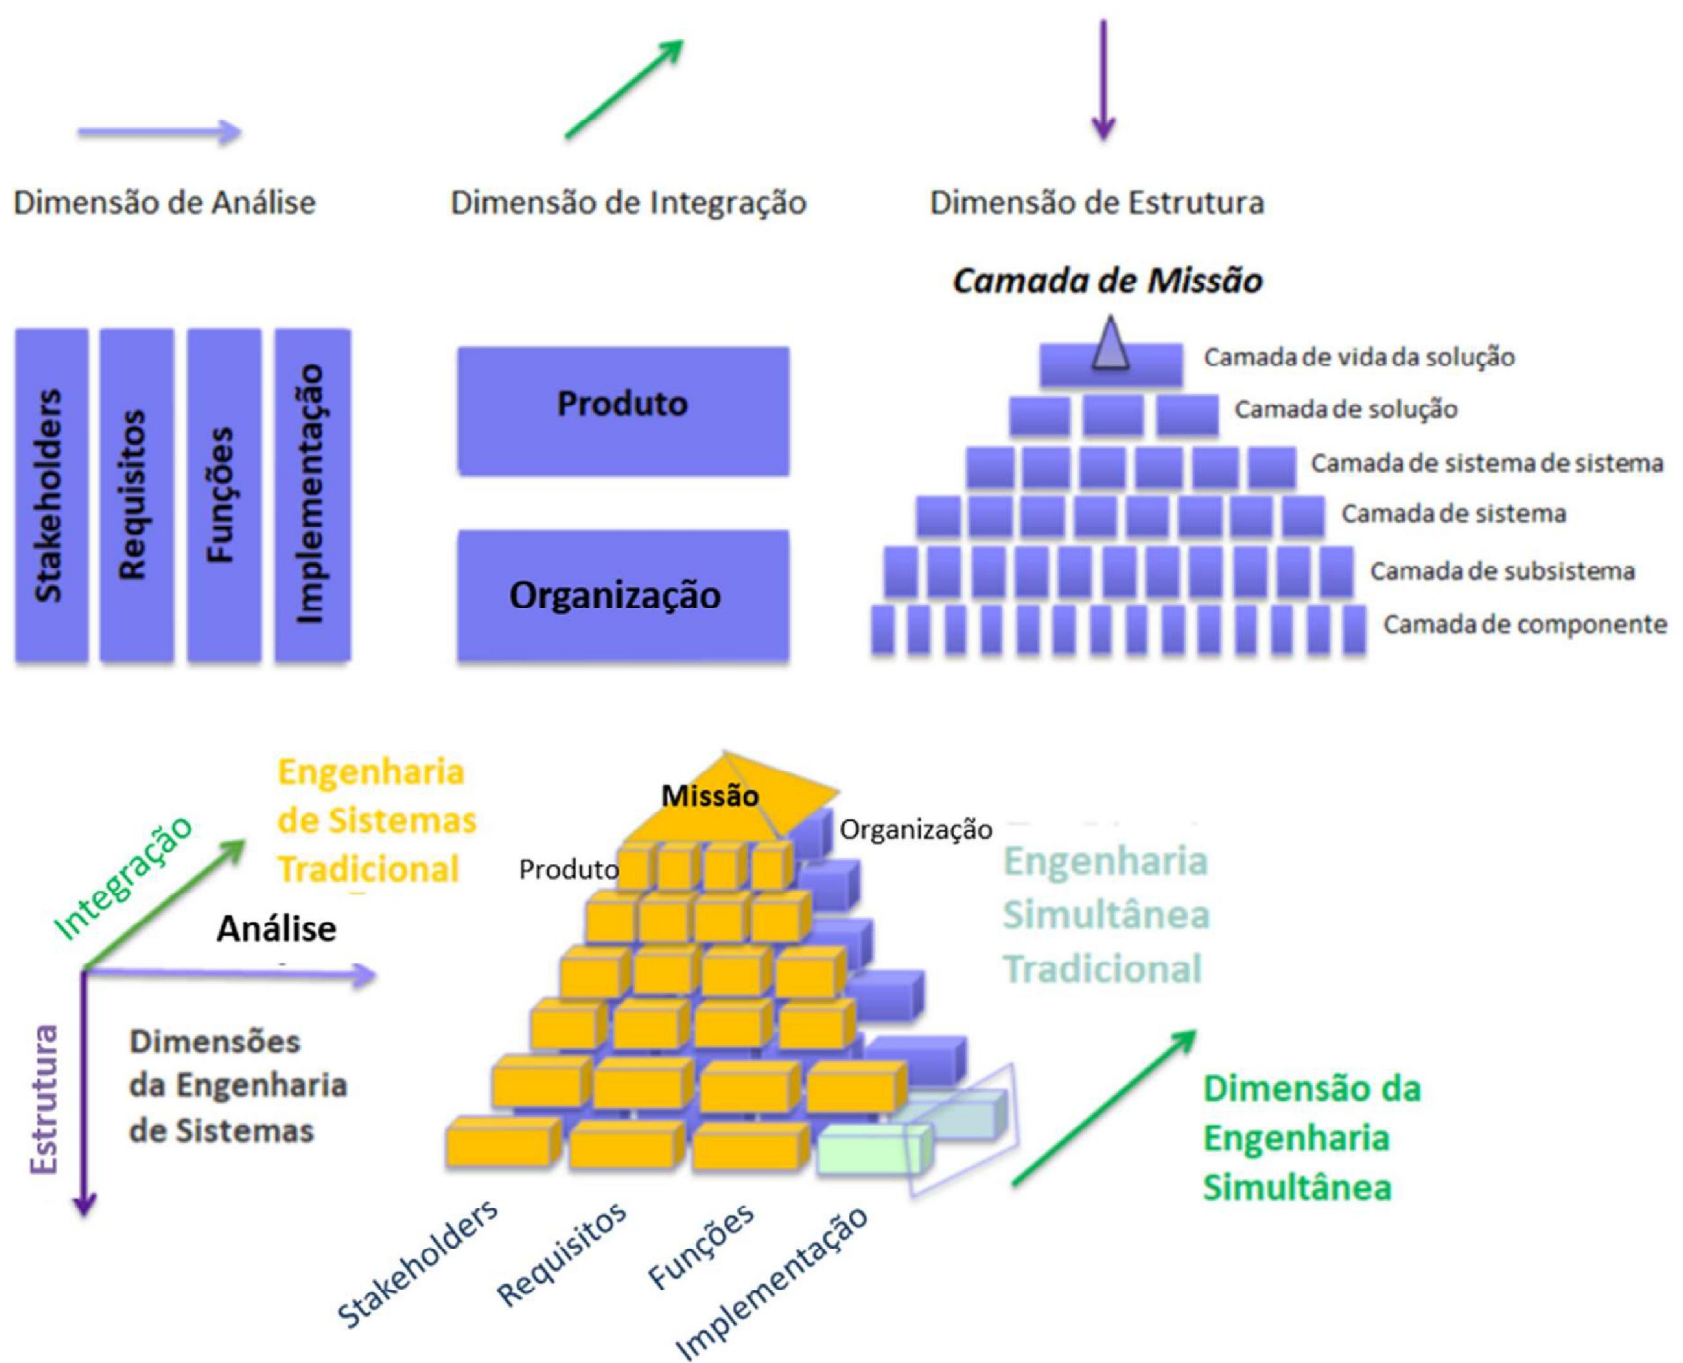 Dimensão de Análise
Dimensão de Integração
Dimensão de Estrutura
Stakeholders
Requisitos
Funções
Implementação
Produto
Organização
Camada de Missão
Camada de vida da solução
Camada de solução
Camada de sistema de sistema
Camada de sistema
Camada de subsistema
Camada de componente
Integração
Análise
Estrutura
Dimensões
da Engenharia
de Sistemas
Engenharia
de Sistemas
Tradicional
Missão
Produto
Organização
Engenharia
Simultânea
Tradicional
Dimensão da
Engenharia
Simultânea
Stakeholders
Requisitos
Funções
Implementação